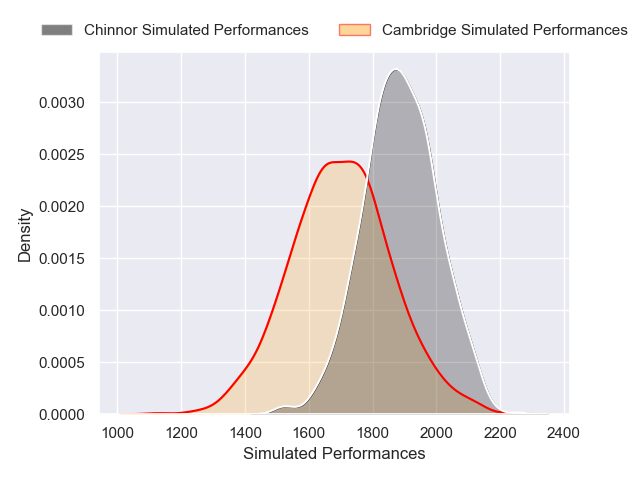 Chinnor Simulated Performances Cambridge Simulated Performances
0.0030
0.0025
0.0020
0.0015
0.0010
0.0005
0.0000
Density
1000 1200 1400 1600 1800 2000 2200 2400
Simulated Performances